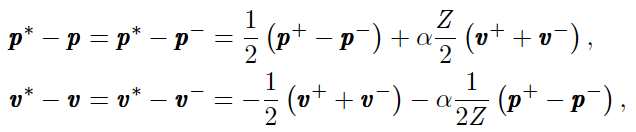 p* − p = p* − p⁻ = 1/2 (p⁺ − p⁻) + α Z/2 (v⁺ + v⁻) ,
v* − v = v* − v⁻ = −1/2 (v⁺ + v⁻) − α 1/2Z (p⁺ − p⁻) ,